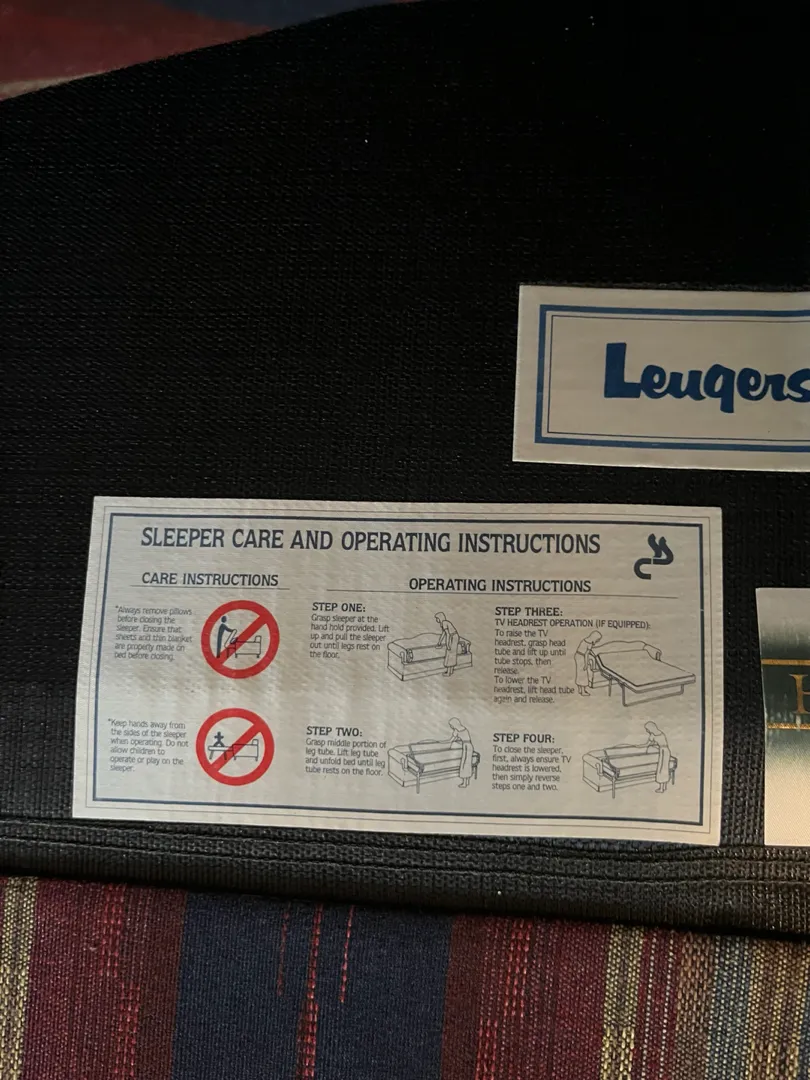 Leugers
SLEEPER CARE AND OPERATING INSTRUCTIONS
CARE INSTRUCTIONS
*Always remove pillows
before closing the
sleeper. Ensure that
sheets and thin blanket
are properly made on
bed before closing.
*Keep hands away from
the sides of the sleeper
when operating. Do not
allow children to
operate or play on the
sleeper.
OPERATING INSTRUCTIONS
STEP ONE:
Grasp sleeper at the
hand hold provided. Lift
up and pull the sleeper
out until legs rest on
the floor.
STEP TWO:
Grasp middle portion of
leg tube. Lift leg tube
and unfold bed until leg
tube rests on the floor.
STEP THREE:
TV HEADREST OPERATION (IF EQUIPPED):
To raise the TV
headrest, grasp head
tube and lift up until
tube stops, then
release.
To lower the TV
headrest, lift head tube
again and release.
STEP FOUR:
To close the sleeper,
first, always ensure TV
headrest is lowered,
then simply reverse
steps one and two.